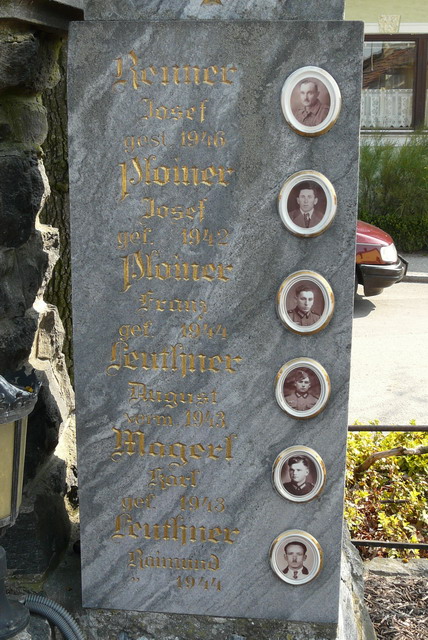 Renner
Josef
gest. 1946
Ploiner
Josef
gef. 1942
Ploiner
Franz
gef. 1944
Leuthner
August
verm. 1943
Magerl
Karl
gef. 1943
Leuthner
Raimund
" 1944